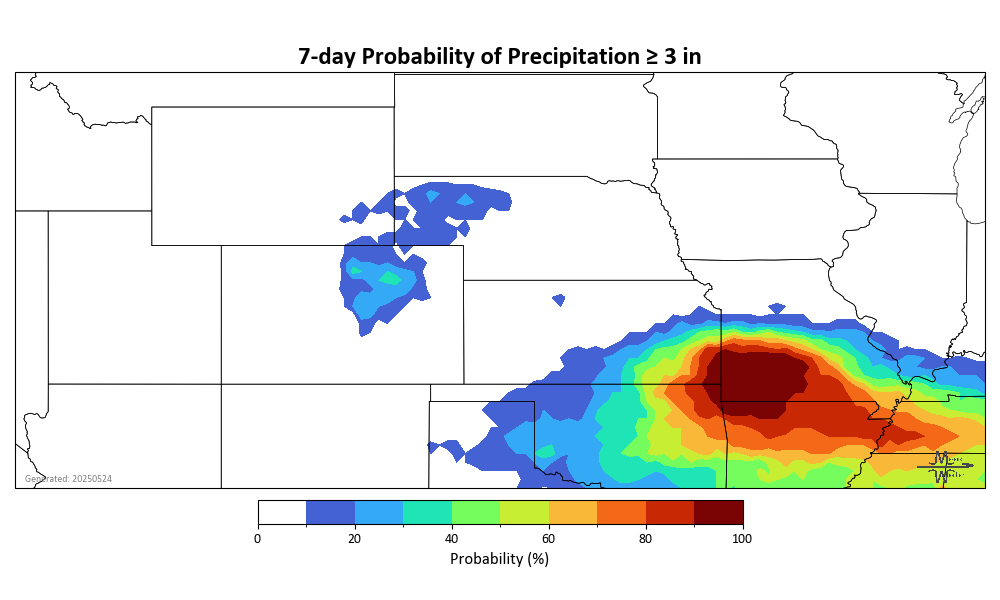 7-day Probability of Precipitation ≥ 3 in
Generated: 20250524
0 20 40 60 80 100
Probability (%)